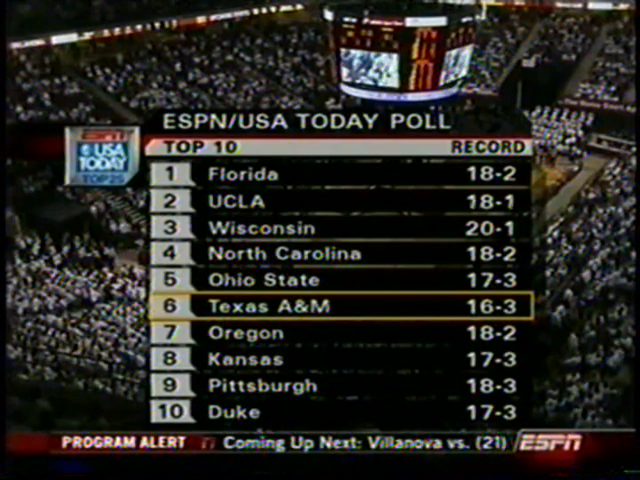 ESPN/USA TODAY POLL
USA
TODAY
TOP 25
TOP 10 RECORD
1 Florida 18-2
2 UCLA 18-1
3 Wisconsin 20-1
4 North Carolina 18-2
5 Ohio State 17-3
6 Texas A&M 16-3
7 Oregon 18-2
8 Kansas 17-3
9 Pittsburgh 18-3
10 Duke 17-3
PROGRAM ALERT Coming Up Next: Villanova vs. (21) ESPN